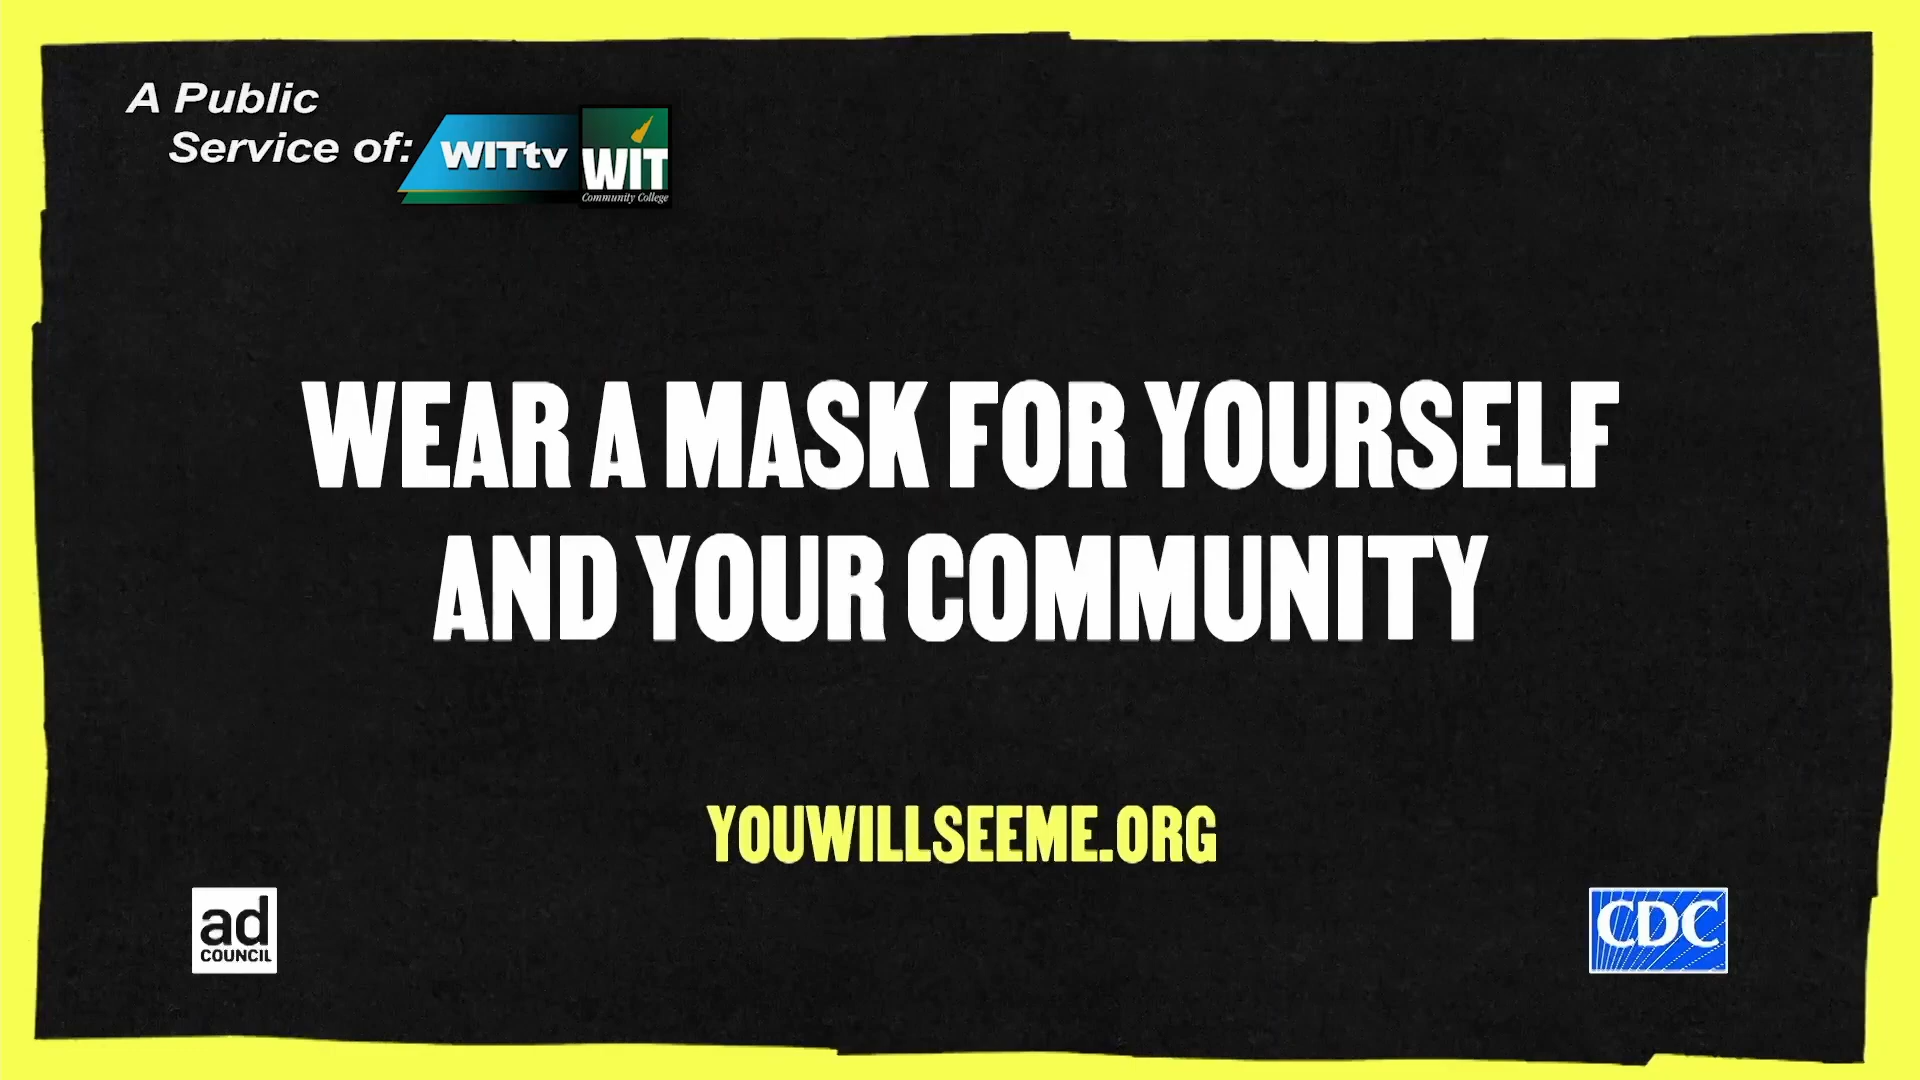 A Public
Service of:
WITtv
WIT
Community College
WEAR A MASK FOR YOURSELF
AND YOUR COMMUNITY
YOUWILLSEEME.ORG
ad
COUNCIL
CDC